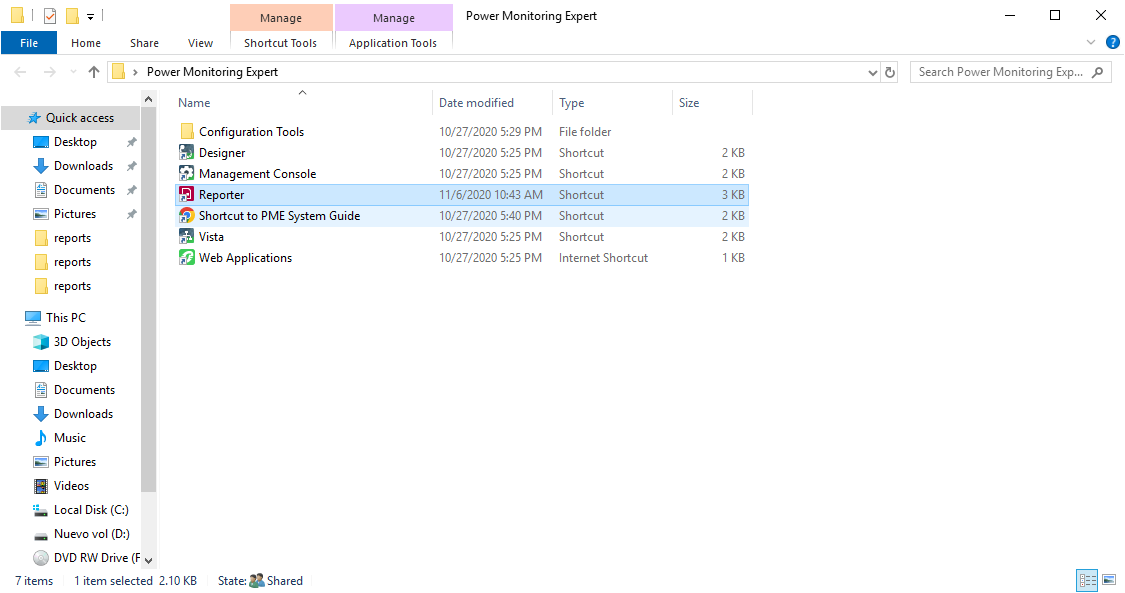 Manage Manage Power Monitoring Expert
File Home Share View Shortcut Tools Application Tools
Power Monitoring Expert Search Power Monitoring Exp...
Name Date modified Type Size
Quick access
Desktop
Downloads
Documents
Pictures
reports
reports
reports
This PC
3D Objects
Desktop
Documents
Downloads
Music
Pictures
Videos
Local Disk (C:)
Nuevo vol (D:)
DVD RW Drive (F
Configuration Tools 10/27/2020 5:29 PM File folder
Designer 10/27/2020 5:25 PM Shortcut 2 KB
Management Console 10/27/2020 5:25 PM Shortcut 2 KB
Reporter 11/6/2020 10:43 AM Shortcut 3 KB
Shortcut to PME System Guide 10/27/2020 5:40 PM Shortcut 2 KB
Vista 10/27/2020 5:25 PM Shortcut 2 KB
Web Applications 10/27/2020 5:25 PM Internet Shortcut 1 KB
7 items 1 item selected 2.10 KB State: Shared